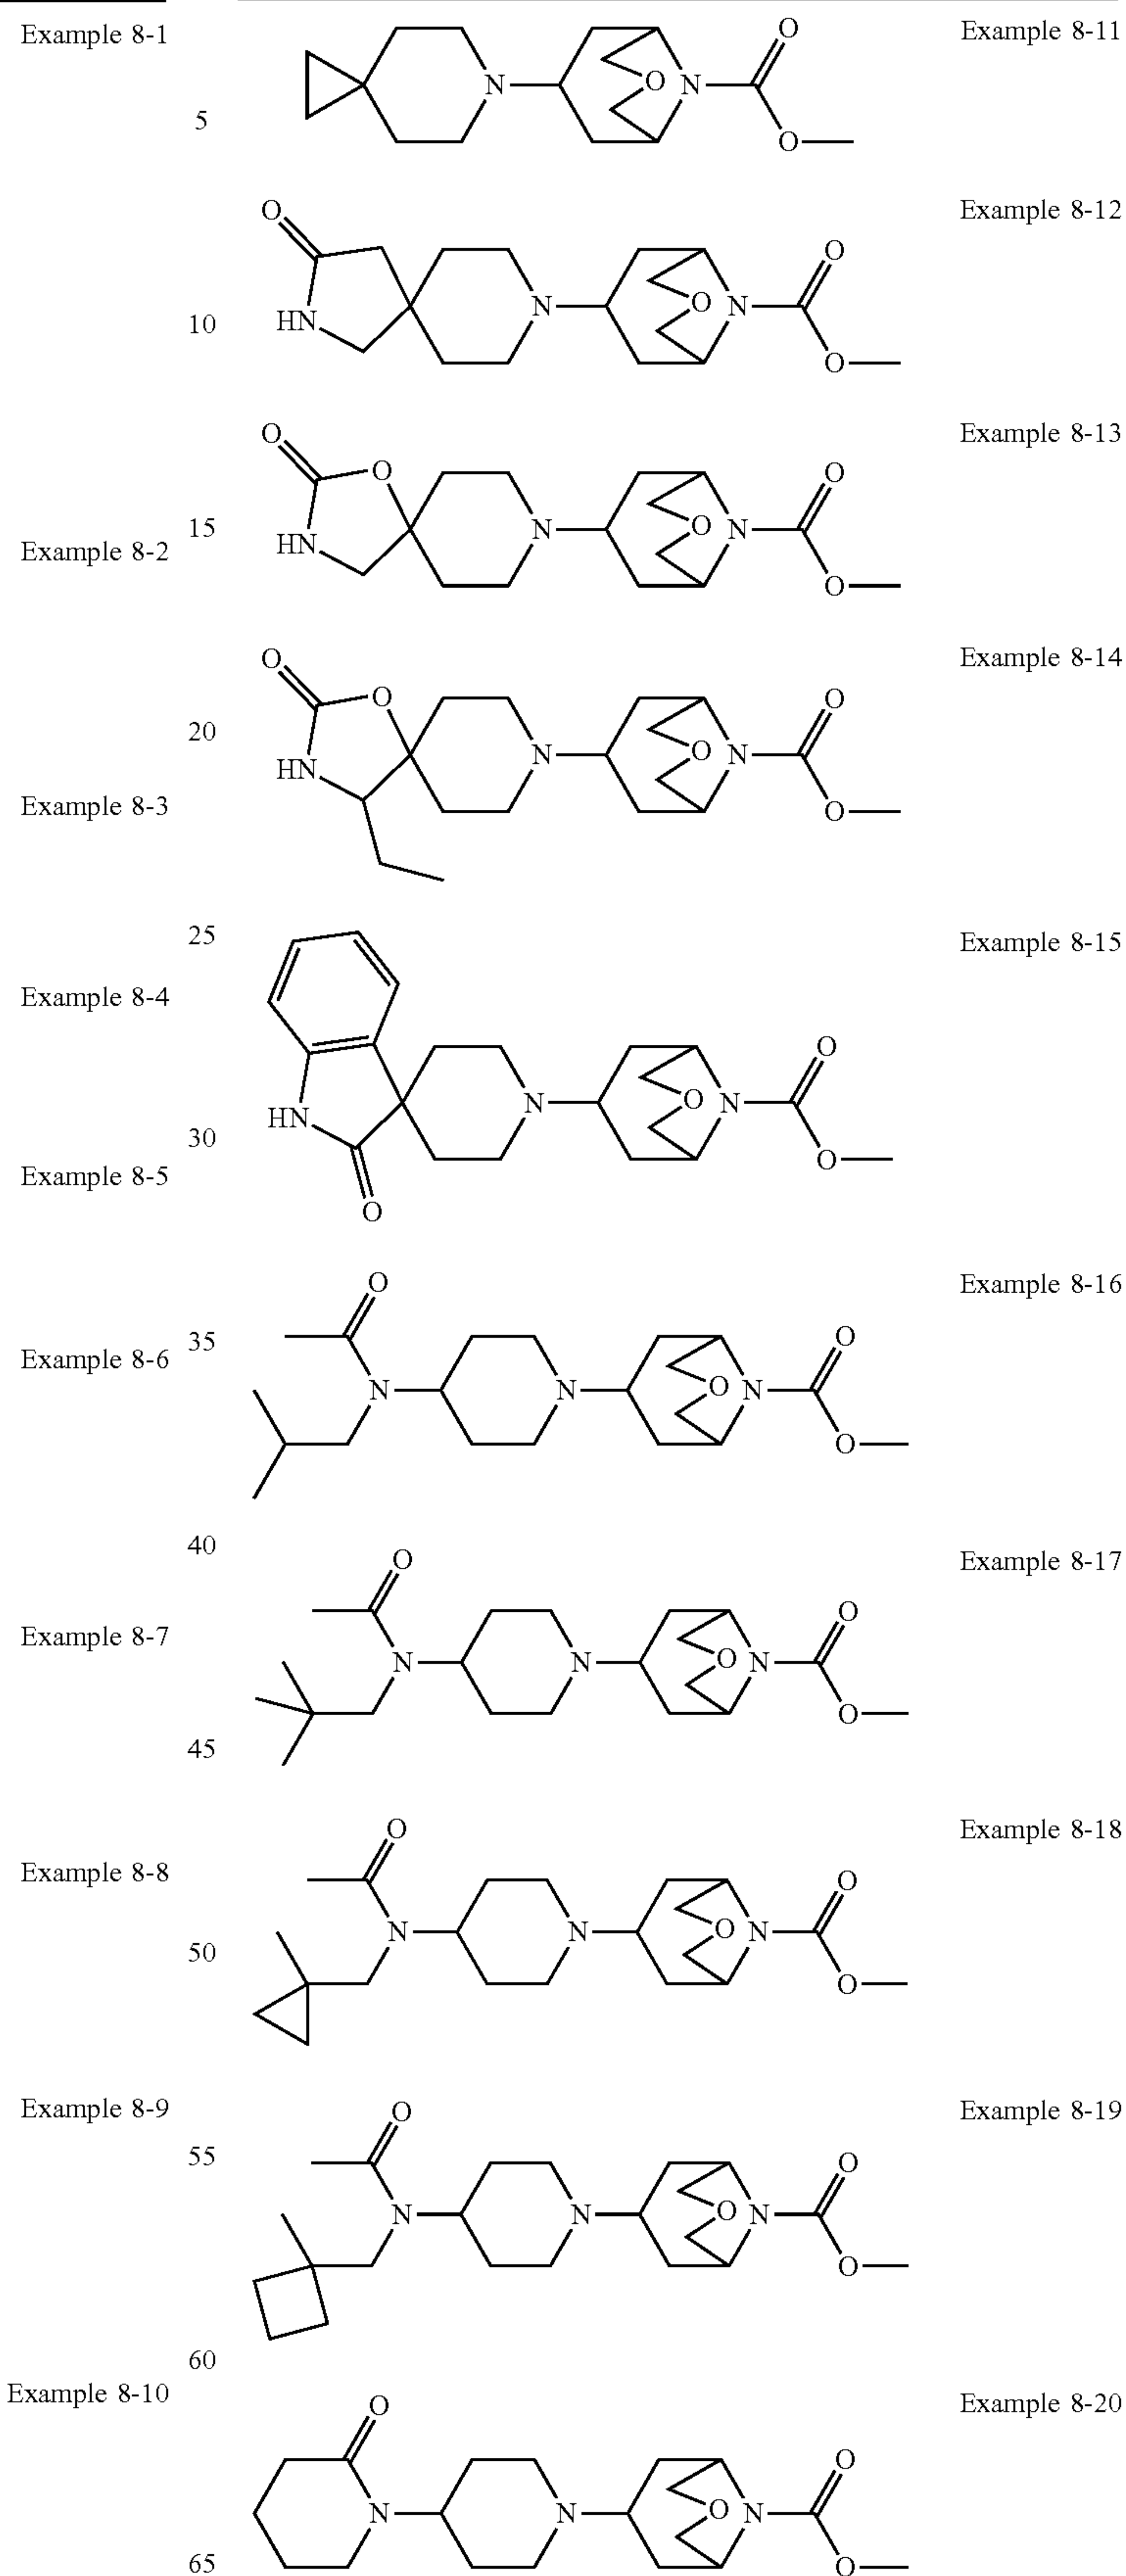 Example 8-1 O Example 8-11
N O N
5
O
O Example 8-12
O
N O N
10 HN
O
O Example 8-13
O O
15 N O N
Example 8-2 HN
O
O Example 8-14
O O
20 N O N
HN
Example 8-3 O
25 Example 8-15
Example 8-4
O
N O N
HN
30
O
Example 8-5
O
O Example 8-16
35 O
Example 8-6
N N O N
O
40
O Example 8-17
O
Example 8-7
N N O N
O
45
O Example 8-18
Example 8-8 O
N N O N
50
O
Example 8-9 O Example 8-19
55 O
N N O N
O
60
Example 8-10 O Example 8-20
O
N N O N
65 O